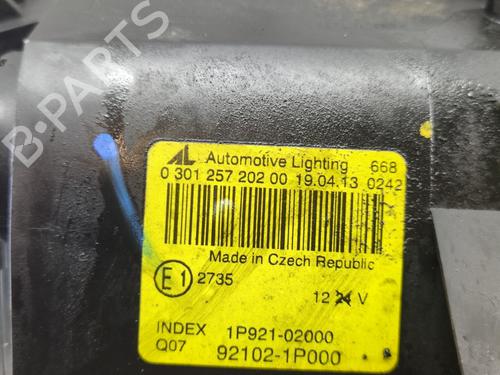 B-PARTS
AL Automotive Lighting 668
0 301 257 202 00 19.04.13 0242
Made in Czech Republic
E1 2735
12 24 V
INDEX 1P921-02000
Q07 92102-1P000